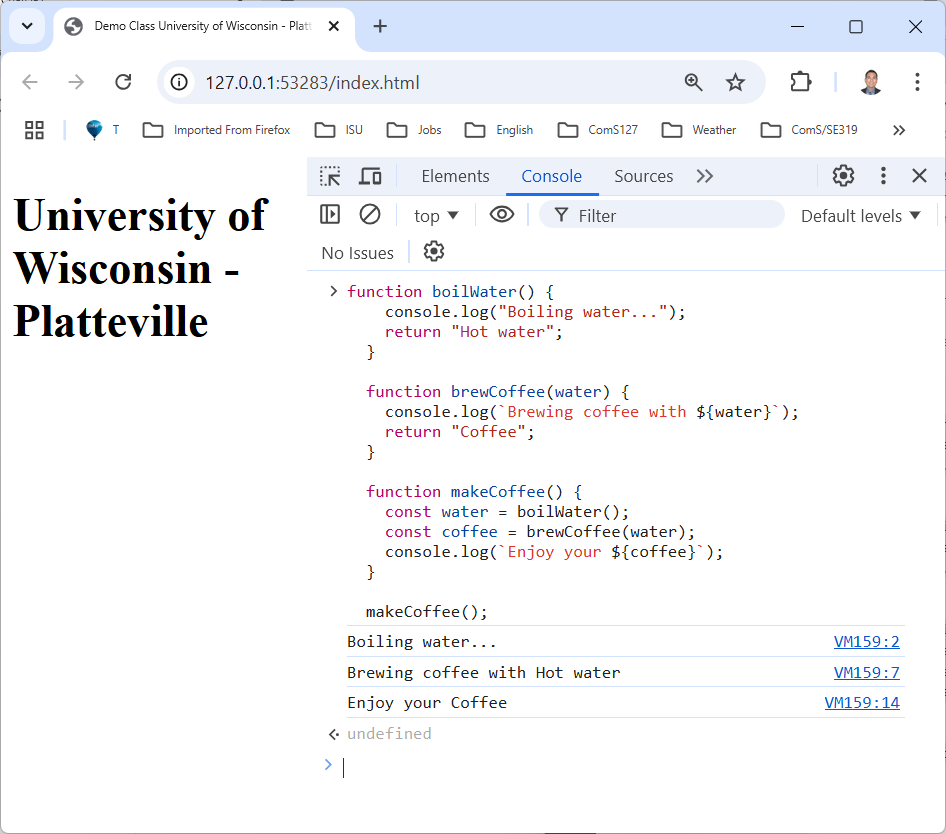 Demo Class University of Wisconsin - Platt
127.0.0.1:53283/index.html
T
Imported From Firefox
ISU
Jobs
English
ComS127
Weather
ComS/SE319
University of
Wisconsin -
Platteville
Elements
Console
Sources
top
Filter
Default levels
No Issues
function boilWater() {
console.log("Boiling water...");
return "Hot water";
}
function brewCoffee(water) {
console.log(`Brewing coffee with ${water}`);
return "Coffee";
}
function makeCoffee() {
const water = boilWater();
const coffee = brewCoffee(water);
console.log(`Enjoy your ${coffee}`);
}
makeCoffee();
Boiling water... VM159:2
Brewing coffee with Hot water VM159:7
Enjoy your Coffee VM159:14
undefined